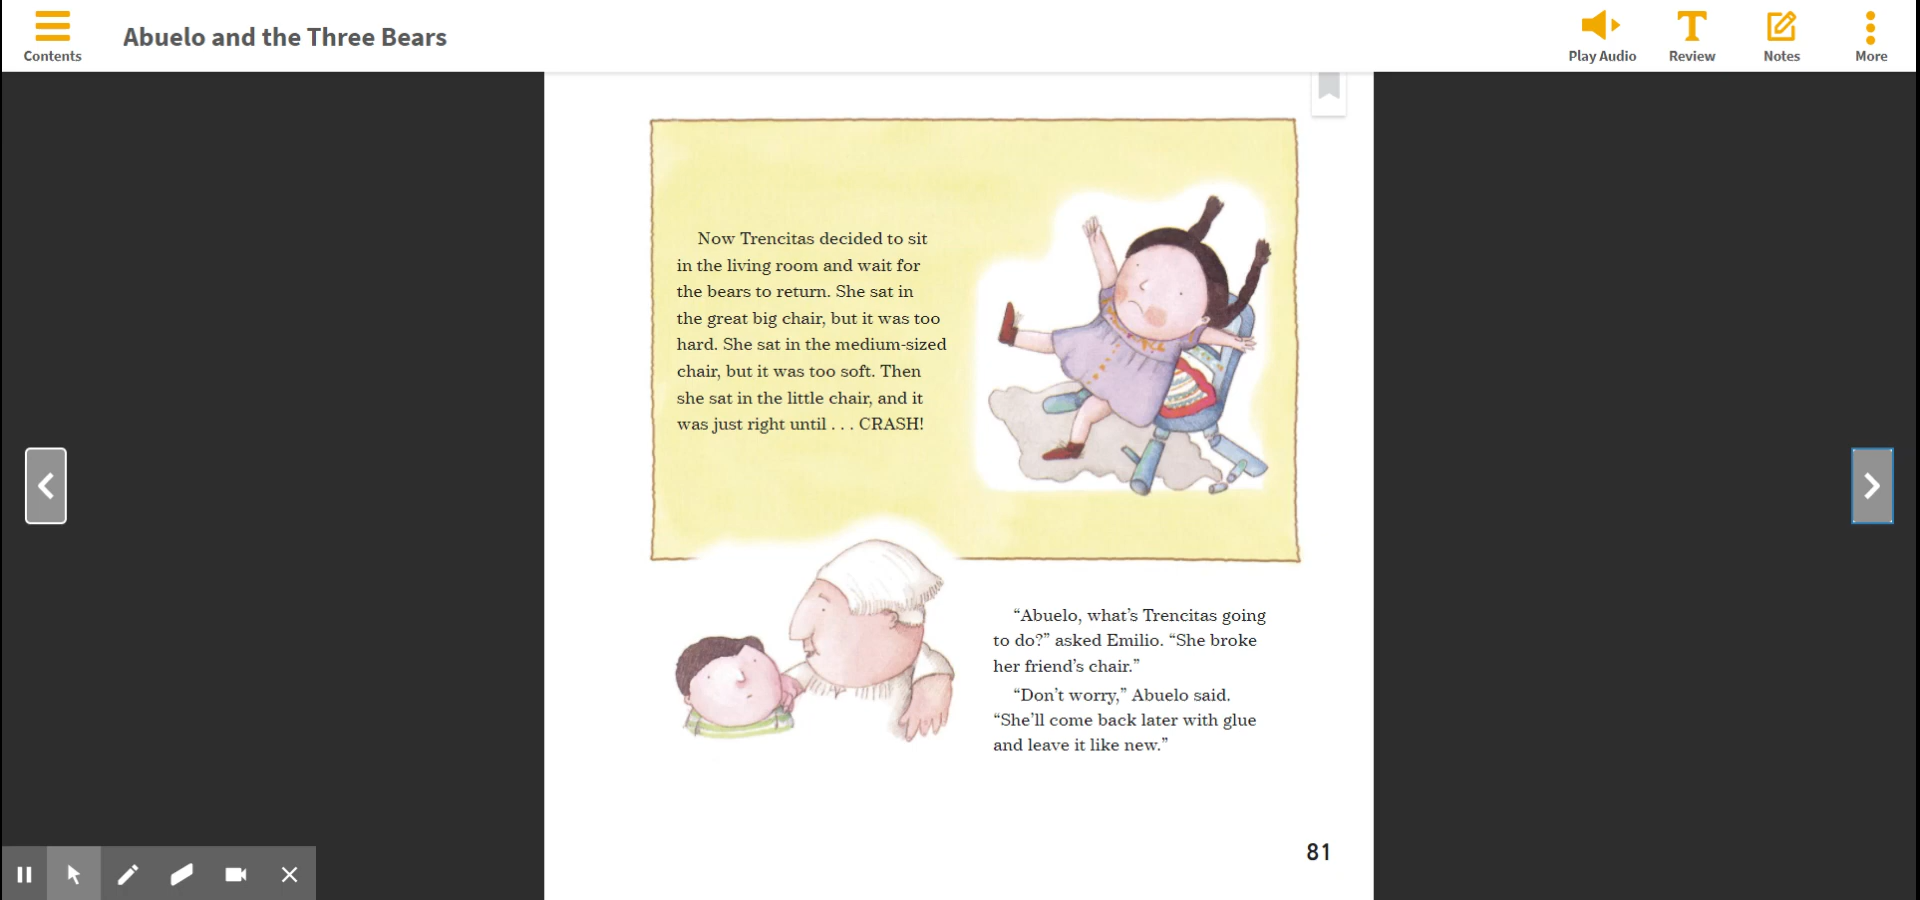 Contents
Abuelo and the Three Bears
Play Audio
Review
Notes
More
Now Trencitas decided to sit
in the living room and wait for
the bears to return. She sat in
the great big chair, but it was too
hard. She sat in the medium-sized
chair, but it was too soft. Then
she sat in the little chair, and it
was just right until . . . CRASH!
“Abuelo, what’s Trencitas going
to do?” asked Emilio. “She broke
her friend’s chair.”
“Don’t worry,” Abuelo said.
“She’ll come back later with glue
and leave it like new.”
81